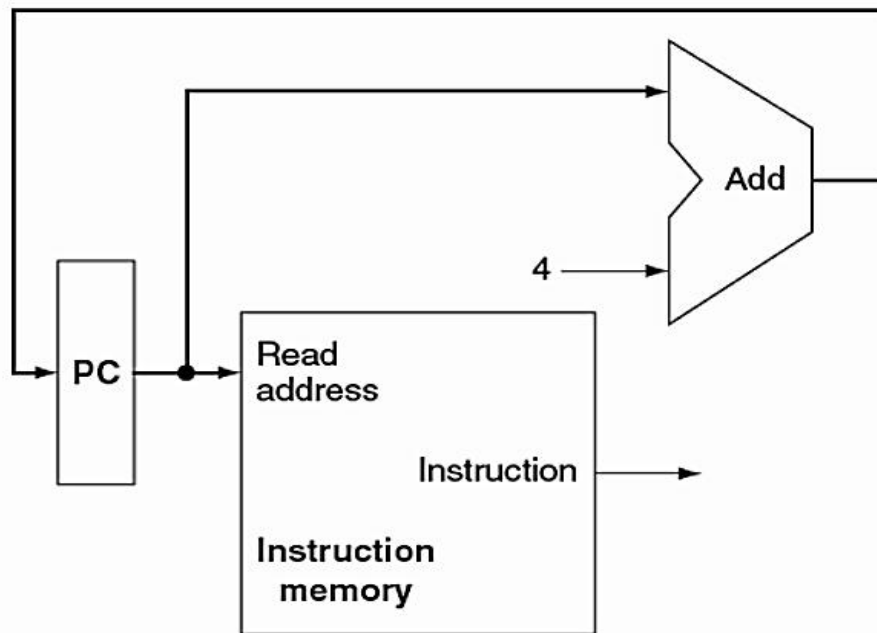 Add
4
PC
Read
address
Instruction
Instruction
memory